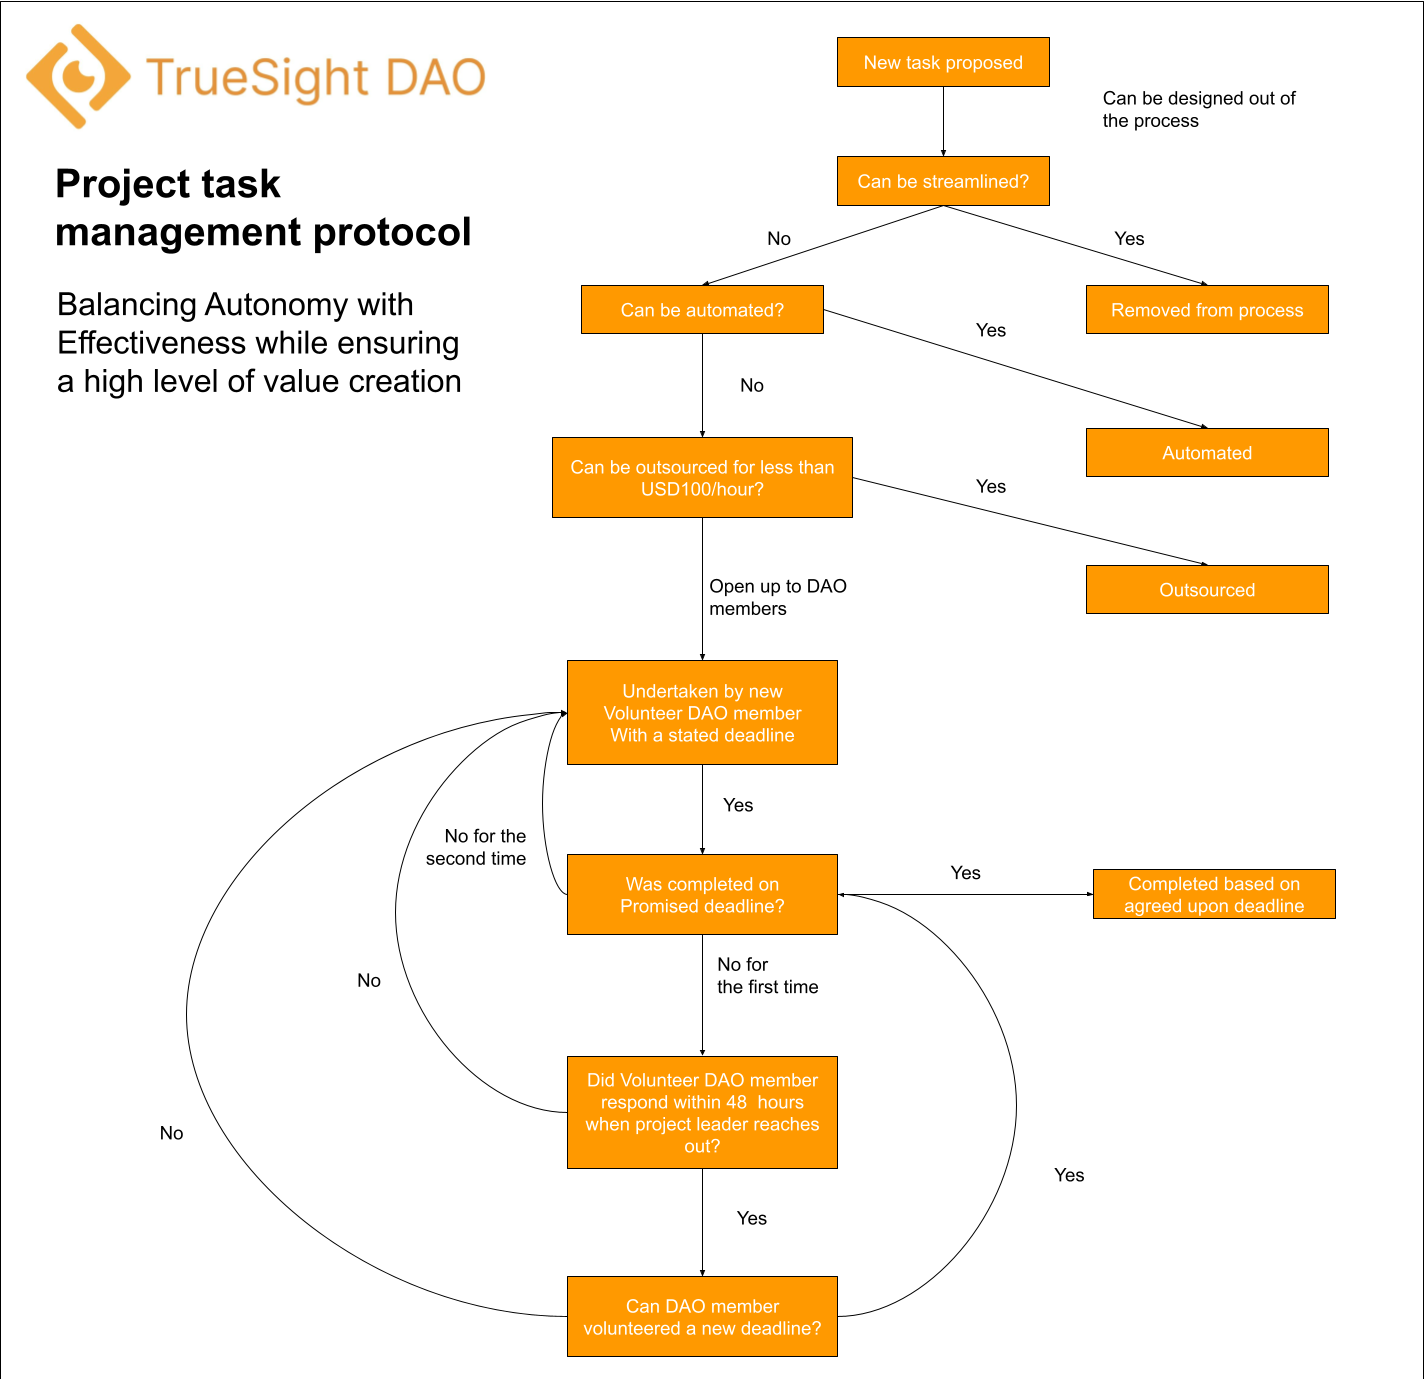 TrueSight DAO
Project task
management protocol
Balancing Autonomy with
Effectiveness while ensuring
a high level of value creation
New task proposed
Can be designed out of
the process
Can be streamlined?
No
Yes
Can be automated?
Removed from process
Yes
No
Automated
Can be outsourced for less than
USD100/hour?
Yes
Outsourced
Open up to DAO
members
Undertaken by new
Volunteer DAO member
With a stated deadline
Yes
No for the
second time
Was completed on
Promised deadline?
Yes
Completed based on
agreed upon deadline
No for
the first time
No
Did Volunteer DAO member
respond within 48  hours
when project leader reaches
out?
No
Yes
Yes
Can DAO member
volunteered a new deadline?